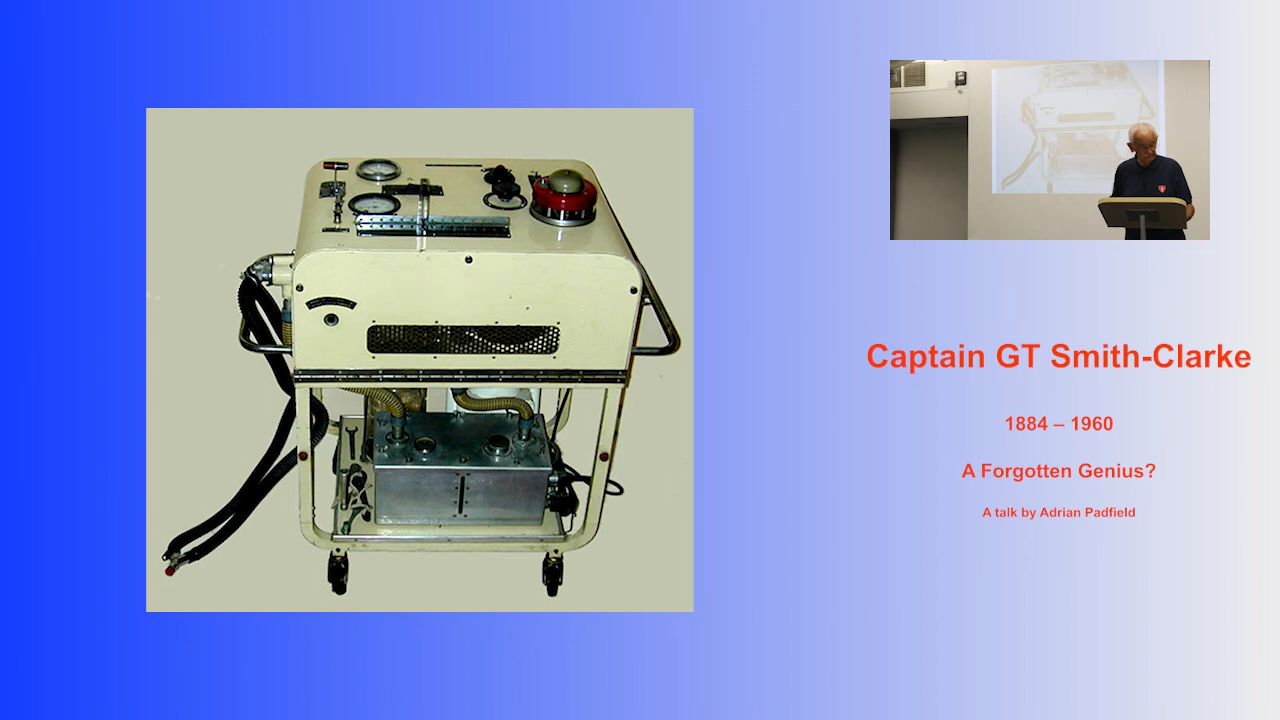 Captain GT Smith-Clarke
1884 – 1960
A Forgotten Genius?
A talk by Adrian Padfield